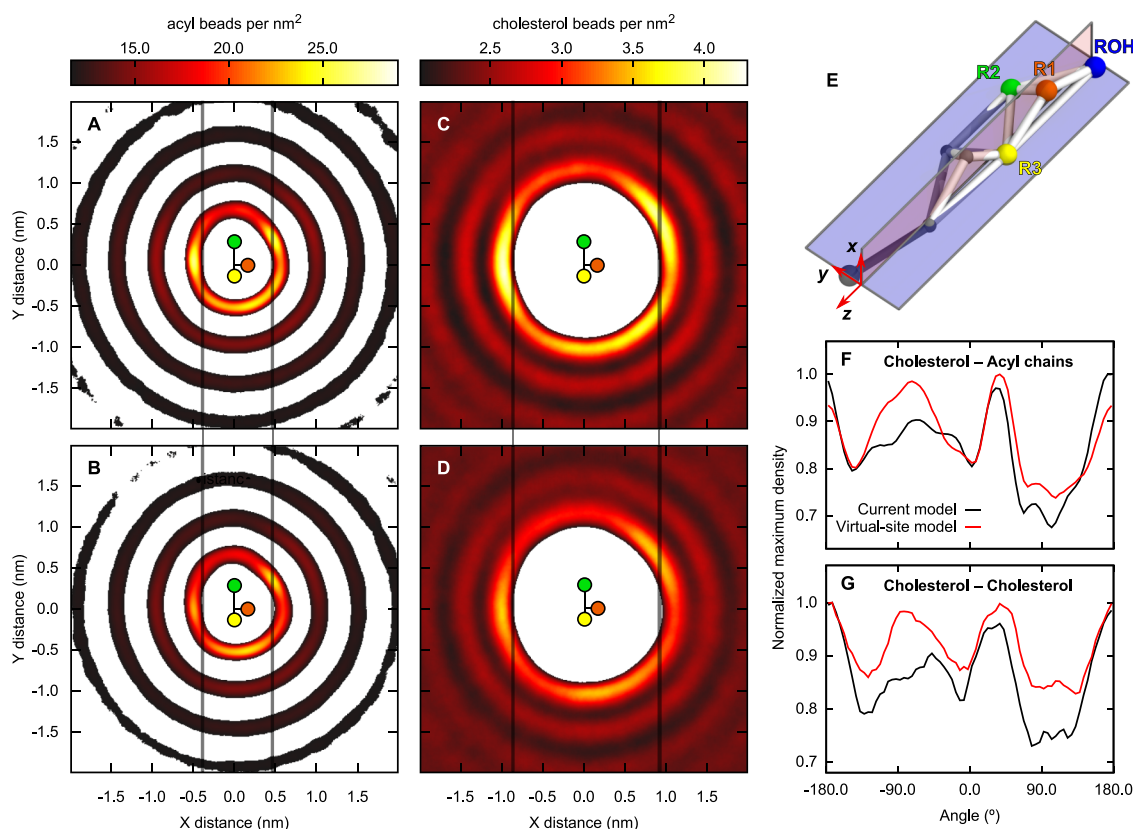 acyl beads per nm2
15.0 20.0 25.0
cholesterol beads per nm2
2.5 3.0 3.5 4.0
A
1.5
1.0
0.5
0.0
-0.5
-1.0
-1.5
Y distance (nm)
C
B
1.5
1.0
0.5
0.0
-0.5
-1.0
-1.5
Y distance (nm)
D
-1.5 -1.0 -0.5 0.0 0.5 1.0 1.5
X distance (nm)
-1.5 -1.0 -0.5 0.0 0.5 1.0 1.5
X distance (nm)
E
ROH
R1
R2
R3
x
y
z
F Cholesterol – Acyl chains
1.0
0.9
0.8
0.7
Current model
Virtual-site model
Normalized maximum density
G Cholesterol – Cholesterol
1.0
0.9
0.8
0.7
-180.0 -90.0 0.0 90.0 180.0
Angle (º)